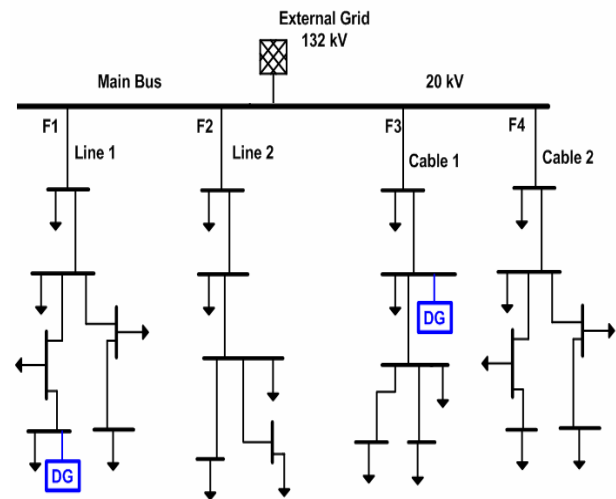 External Grid
132 kV
Main Bus
20 kV
F1
F2
F3
F4
Line 1
Line 2
Cable 1
Cable 2
DG
DG